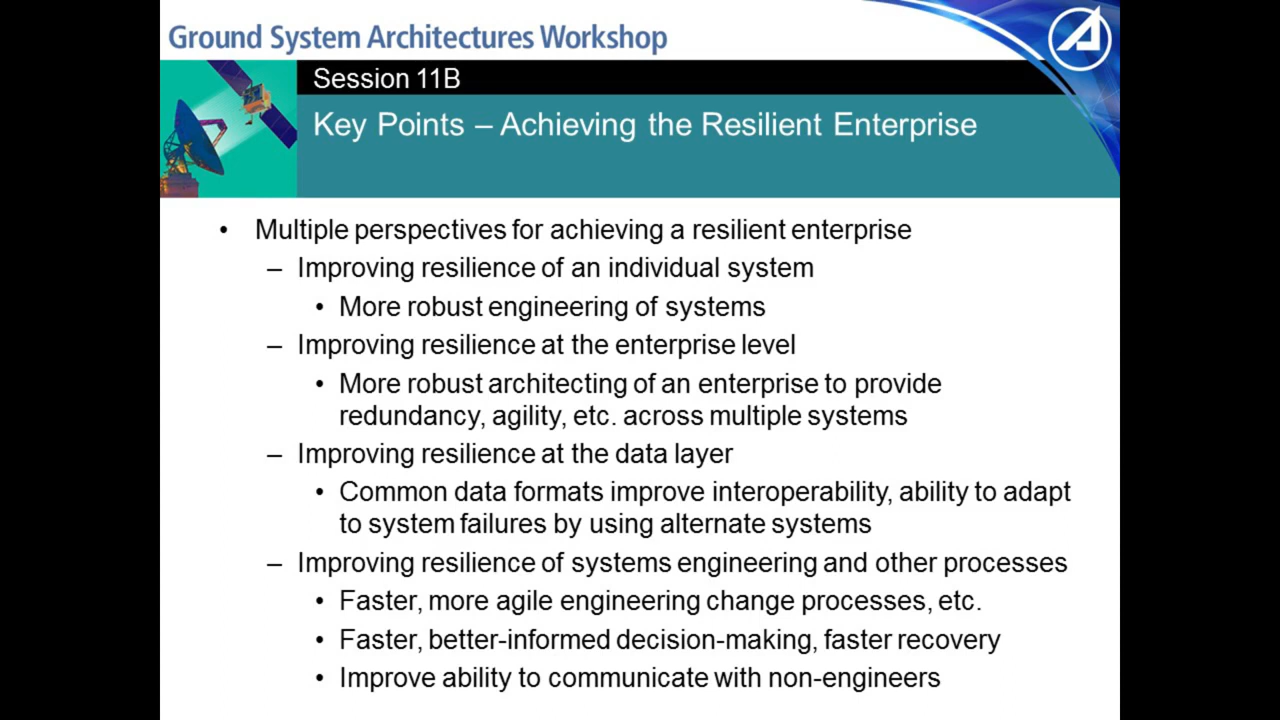 Ground System Architectures Workshop
Session 11B
Key Points – Achieving the Resilient Enterprise
• Multiple perspectives for achieving a resilient enterprise
– Improving resilience of an individual system
• More robust engineering of systems
– Improving resilience at the enterprise level
• More robust architecting of an enterprise to provide
redundancy, agility, etc. across multiple systems
– Improving resilience at the data layer
• Common data formats improve interoperability, ability to adapt
to system failures by using alternate systems
– Improving resilience of systems engineering and other processes
• Faster, more agile engineering change processes, etc.
• Faster, better-informed decision-making, faster recovery
• Improve ability to communicate with non-engineers